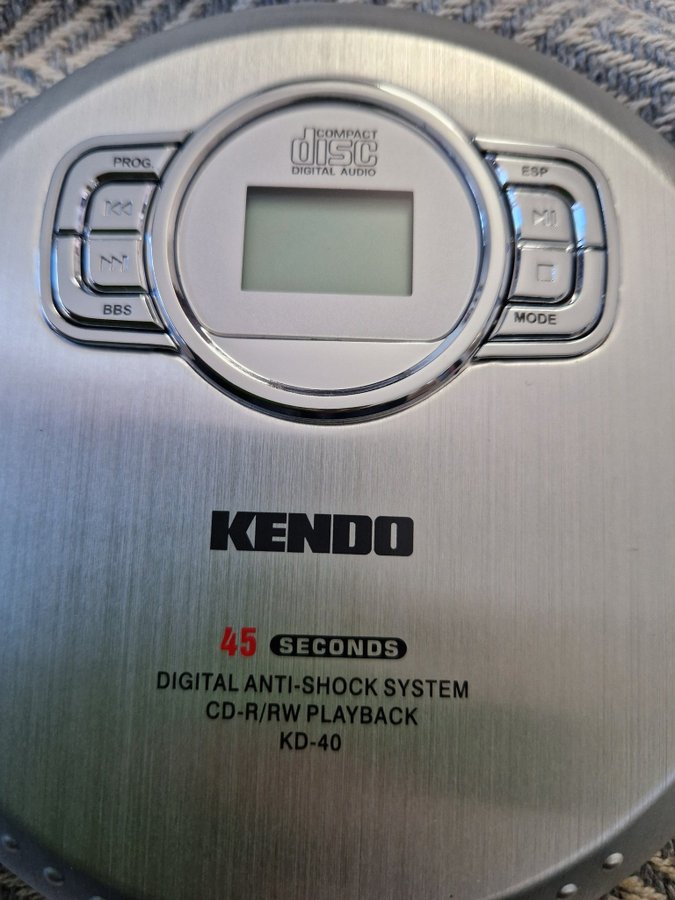 COMPACT
disc
DIGITAL AUDIO
PROG.
ESP
BBS
MODE
KENDO
45 SECONDS
DIGITAL ANTI-SHOCK SYSTEM
CD-R/RW PLAYBACK
KD-40